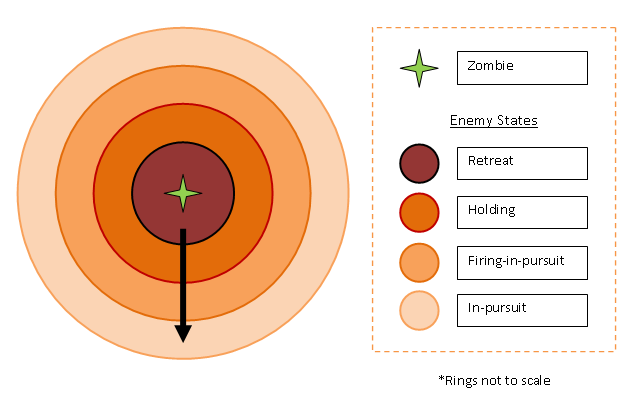 Zombie
Enemy States
Retreat
Holding
Firing-in-pursuit
In-pursuit
*Rings not to scale